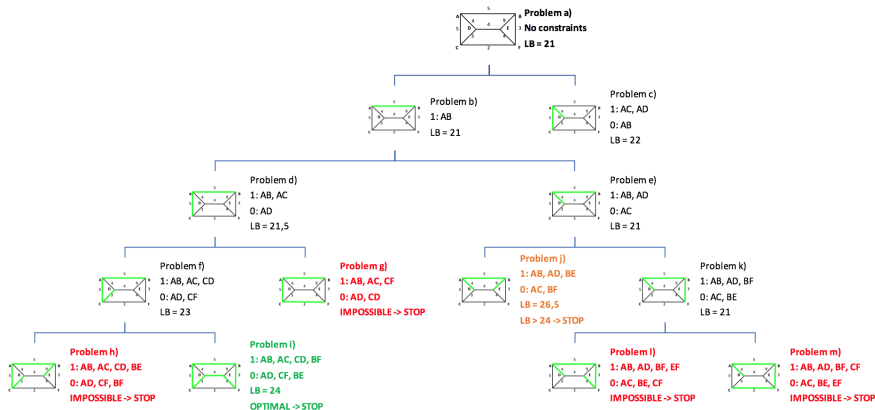 Problem a)
No constraints
LB = 21
Problem b)
1: AB
LB = 21
Problem c)
1: AC, AD
0: AB
LB = 22
Problem d)
1: AB, AC
0: AD
LB = 21,5
Problem e)
1: AB, AD
0: AC
LB = 21
Problem f)
1: AB, AC, CD
0: AD, CF
LB = 23
Problem g)
1: AB, AC, CF
0: AD, CD
IMPOSSIBLE -> STOP
Problem j)
1: AB, AD, BE
0: AC, BF
LB = 26,5
LB > 24 -> STOP
Problem k)
1: AB, AD, BF
0: AC, BE
LB = 21
Problem h)
1: AB, AC, CD, BE
0: AD, CF, BF
IMPOSSIBLE -> STOP
Problem i)
1: AB, AC, CD, BF
0: AD, CF, BE
LB = 24
OPTIMAL -> STOP
Problem l)
1: AB, AD, BF, EF
0: AC, BE, CF
IMPOSSIBLE -> STOP
Problem m)
1: AB, AD, BF, CF
0: AC, BE, EF
IMPOSSIBLE -> STOP